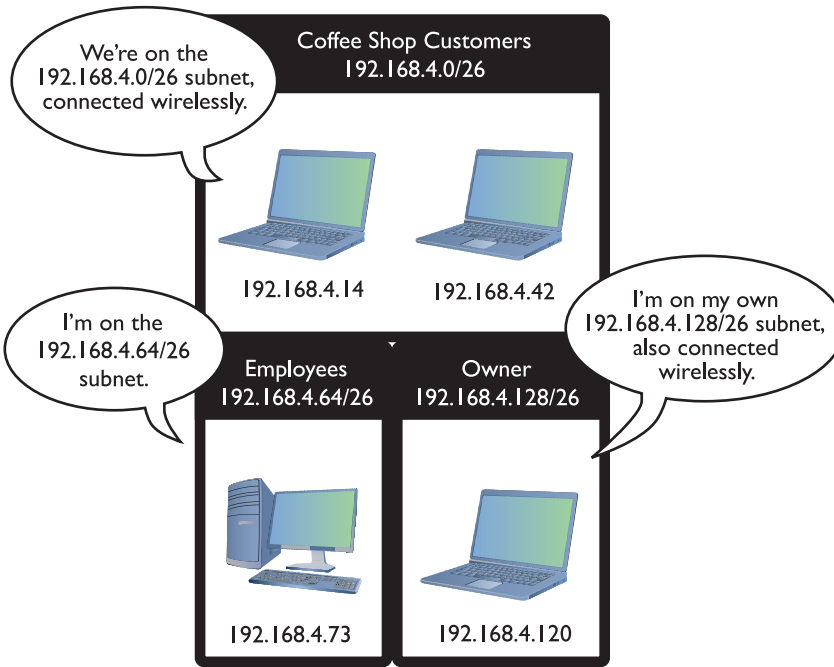 We're on the
192.168.4.0/26 subnet,
connected wirelessly.
Coffee Shop Customers
192.168.4.0/26
192.168.4.14
192.168.4.42
I'm on the
192.168.4.64/26
subnet.
I'm on my own
192.168.4.128/26 subnet,
also connected
wirelessly.
Employees
192.168.4.64/26
Owner
192.168.4.128/26
192.168.4.73
192.168.4.120